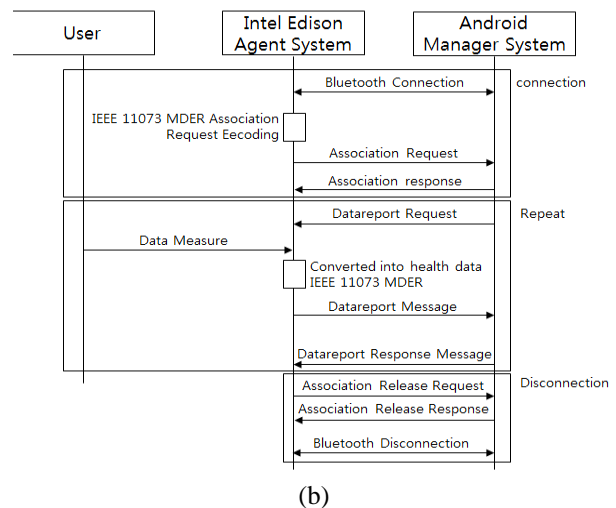 User
Intel Edison
Agent System
Android
Manager System
Bluetooth Connection
connection
IEEE 11073 MDER Association
Request Eecoding
Association Request
Association response
Datareport Request
Repeat
Data Measure
Converted into health data
IEEE 11073 MDER
Datareport Message
Datareport Response Message
Association Release Request
Disconnection
Association Release Response
Bluetooth Disconnection
(b)